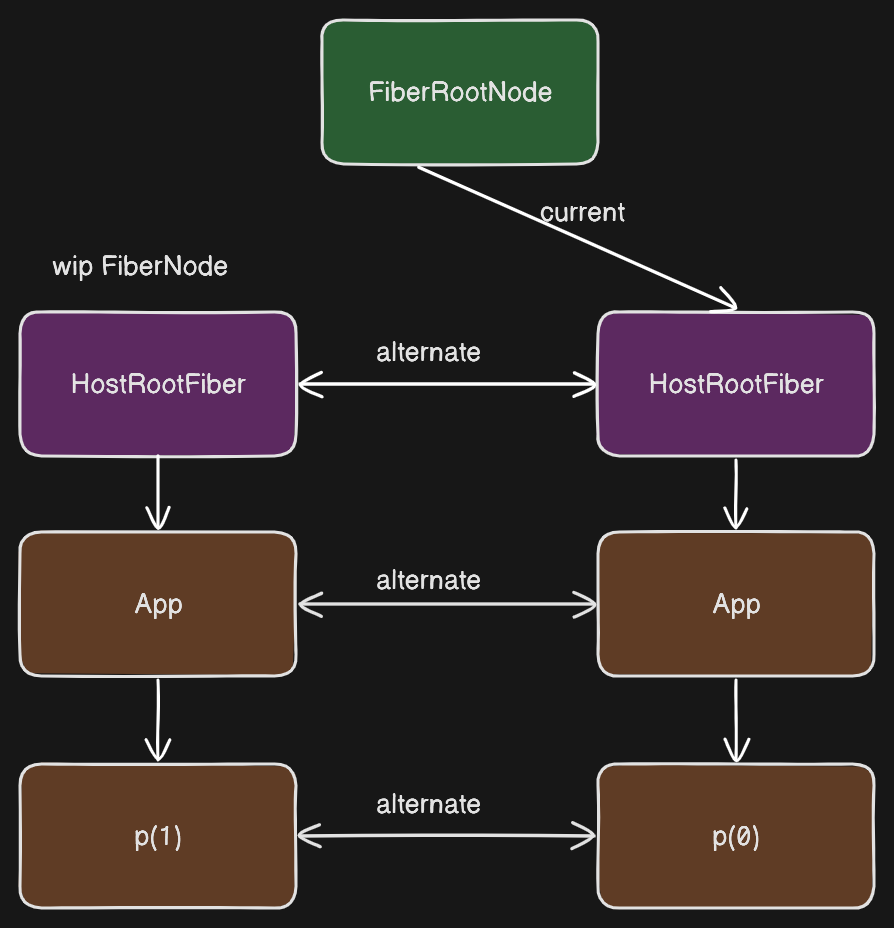 FiberRootNode
current
wip FiberNode
HostRootFiber
alternate
HostRootFiber
App
alternate
App
p(1)
alternate
p(0)